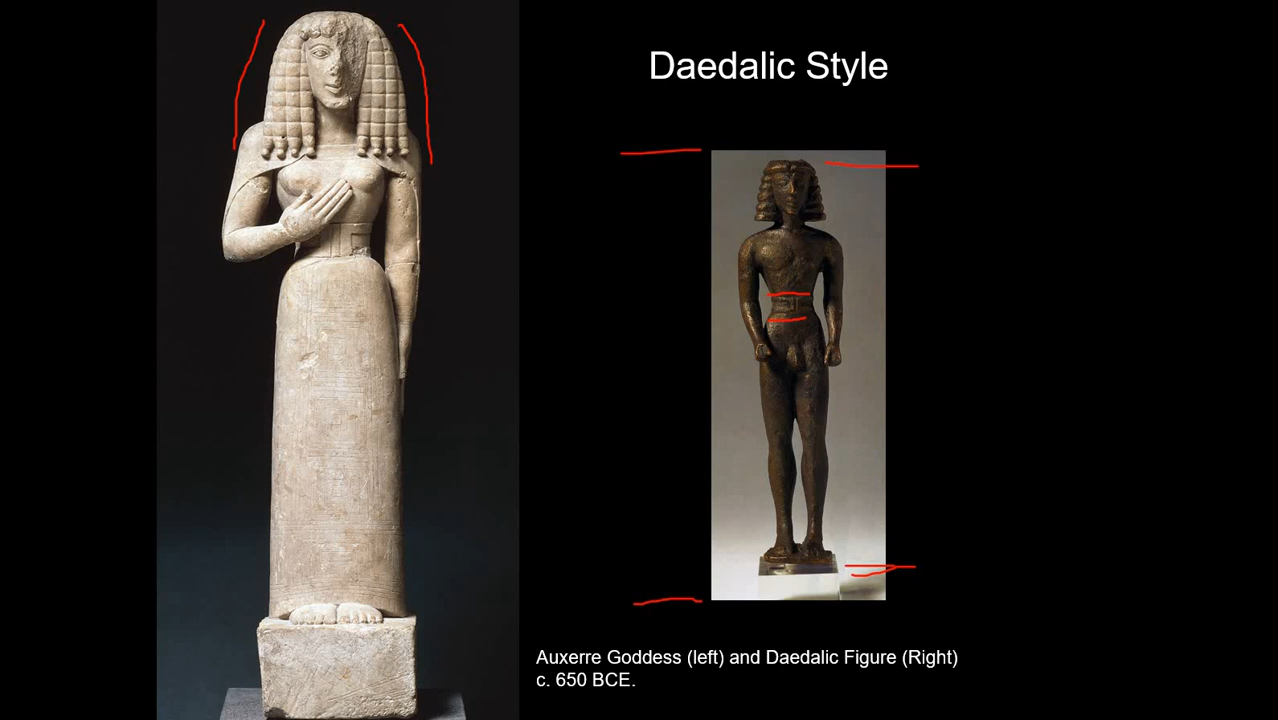 Daedalic Style
Auxerre Goddess (left) and Daedalic Figure (Right)
c. 650 BCE.